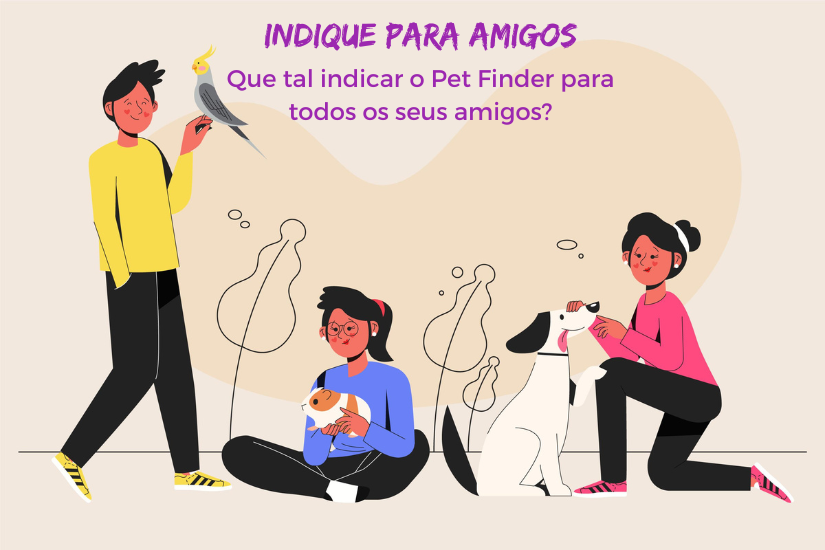 INDIQUE PARA AMIGOS
Que tal indicar o Pet Finder para
todos os seus amigos?